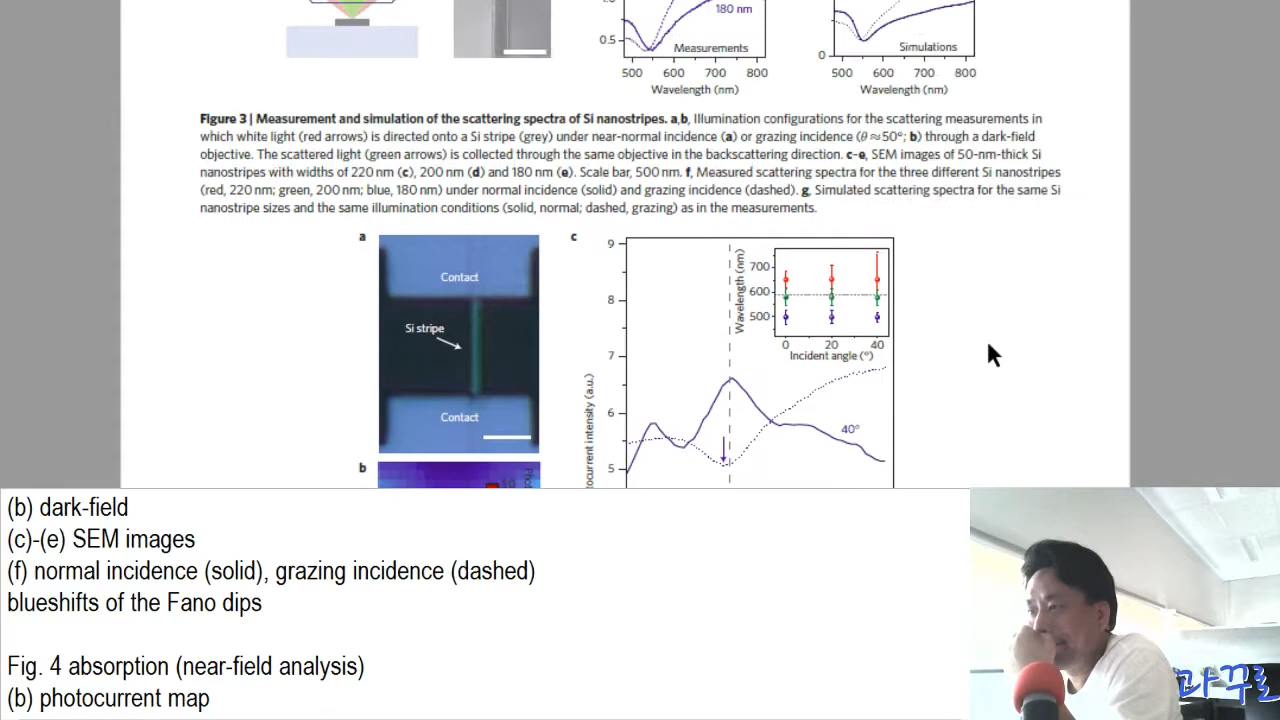 1.0
180 nm
0.5
Measurements
500 600 700 800
Wavelength (nm)
0
Simulations
500 600 700 800
Wavelength (nm)
Figure 3 | Measurement and simulation of the scattering spectra of Si nanostripes. a,b, Illumination configurations for the scattering measurements in
which white light (red arrows) is directed onto a Si stripe (grey) under near-normal incidence (a) or grazing incidence (θ ≈ 50°; b) through a dark-field
objective. The scattered light (green arrows) is collected through the same objective in the backscattering direction. c–e, SEM images of 50-nm-thick Si
nanostripes with widths of 220 nm (c), 200 nm (d) and 180 nm (e). Scale bar, 500 nm. f, Measured scattering spectra for the three different Si nanostripes
(red, 220 nm; green, 200 nm; blue, 180 nm) under normal incidence (solid) and grazing incidence (dashed). g, Simulated scattering spectra for the same Si
nanostripe sizes and the same illumination conditions (solid, normal; dashed, grazing) as in the measurements.
a
Contact
Si stripe
Contact
b
c
9
8
7
6
5
40°
Wavelength (nm)
700
600
500
0 20 40
Incident angle (°)
(b) dark-field
(c)-(e) SEM images
(f) normal incidence (solid), grazing incidence (dashed)
blueshifts of the Fano dips
Fig. 4 absorption (near-field analysis)
(b) photocurrent map
과꾸로